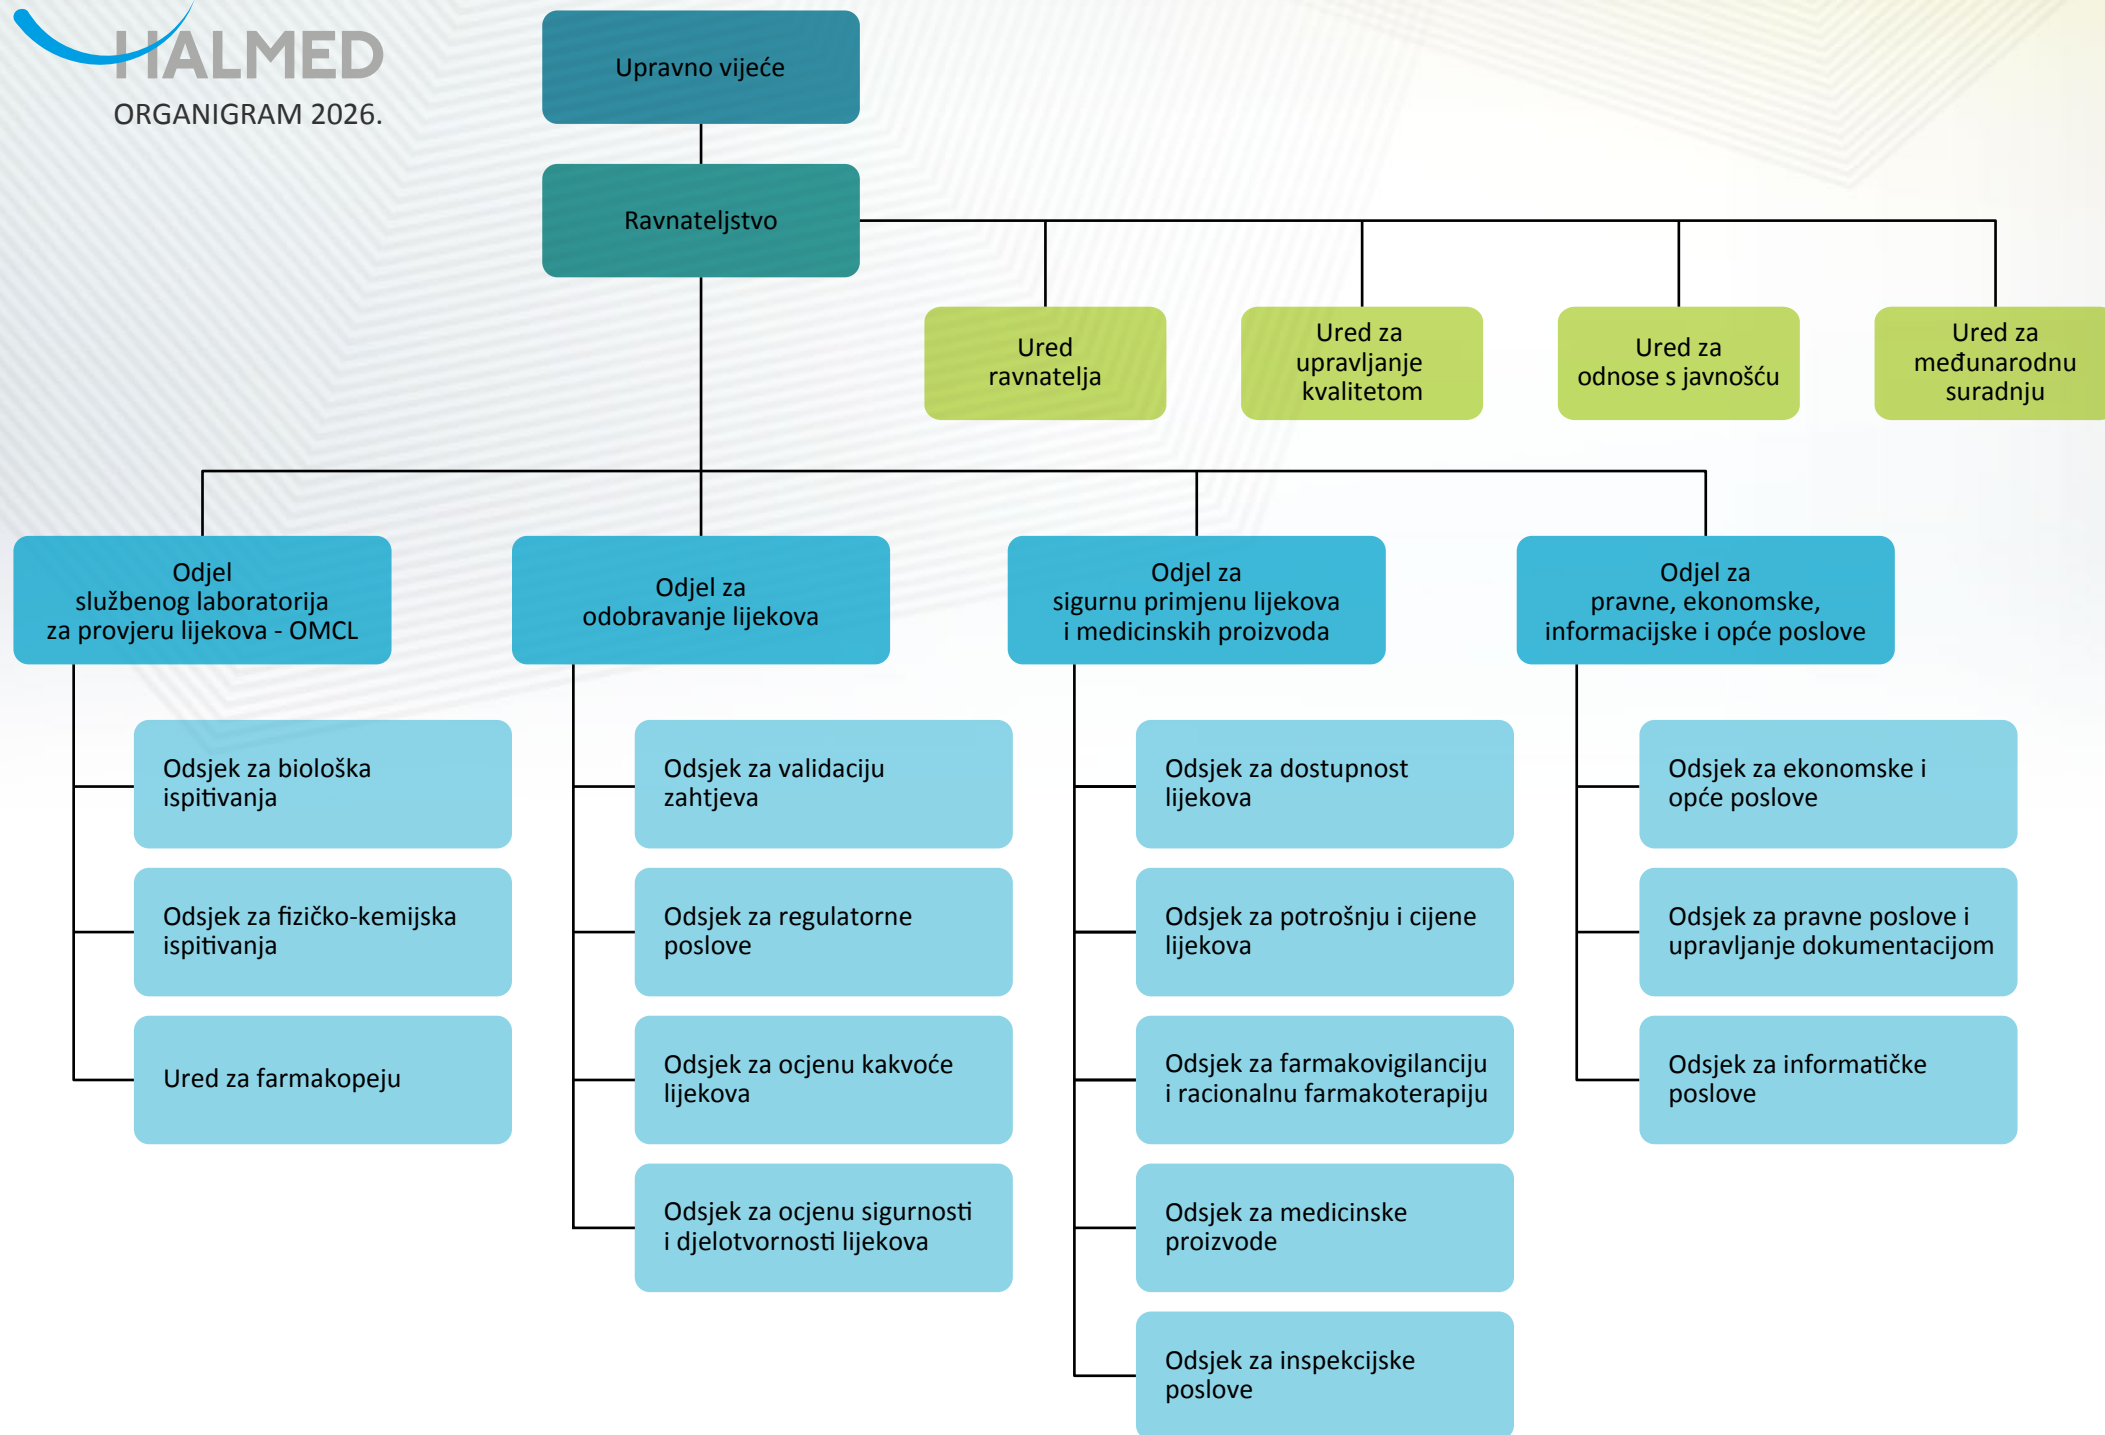 HALMED
ORGANIGRAM 2026.
Upravno vijeće
Ravnateljstvo
Ured
ravnatelja
Ured za
upravljanje
kvalitetom
Ured za
odnose s javnošću
Ured za
međunarodnu
suradnju
Odjel
službenog laboratorija
za provjeru lijekova - OMCL
Odjel za
odobravanje lijekova
Odjel za
sigurnu primjenu lijekova
i medicinskih proizvoda
Odjel za
pravne, ekonomske,
informacijske i opće poslove
Odsjek za biološka
ispitivanja
Odsjek za fizičko-kemijska
ispitivanja
Ured za farmakopeju
Odsjek za validaciju
zahtjeva
Odsjek za regulatorne
poslove
Odsjek za ocjenu kakvoće
lijekova
Odsjek za ocjenu sigurnosti
i djelotvornosti lijekova
Odsjek za dostupnost
lijekova
Odsjek za potrošnju i cijene
lijekova
Odsjek za farmakovigilanciju
i racionalnu farmakoterapiju
Odsjek za medicinske
proizvode
Odsjek za inspekcijske
poslove
Odsjek za ekonomske i
opće poslove
Odsjek za pravne poslove i
upravljanje dokumentacijom
Odsjek za informatičke
poslove